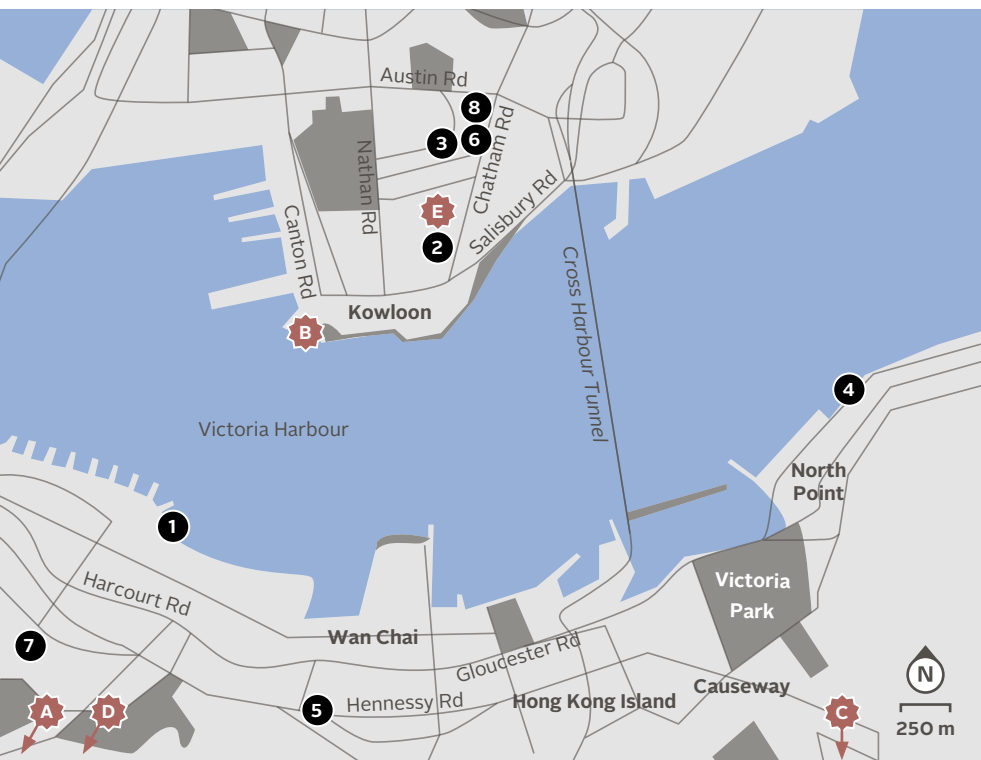 Austin Rd
8
3
6
Nathan Rd
Chatham Rd
E
Salisbury Rd
2
Canton Rd
Kowloon
B
Cross Harbour Tunnel
4
Victoria Harbour
North
Point
1
Harcourt Rd
Victoria
Park
7
Wan Chai
Gloucester Rd
Causeway
N
Hong Kong Island
Hennessy Rd
5
A
D
C
250 m